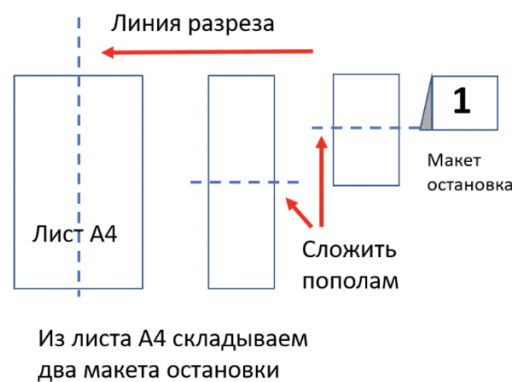 Линия разреза
1
Макет
остановка
Лист А4
Сложить
пополам
Из листа А4 складываем
два макета остановки